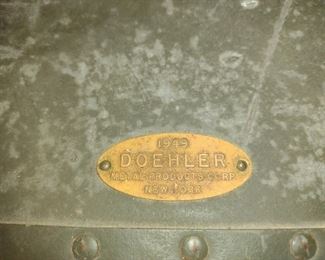 1949
DOEHLER
METAL PRODUCTS CORP
NEW YORK